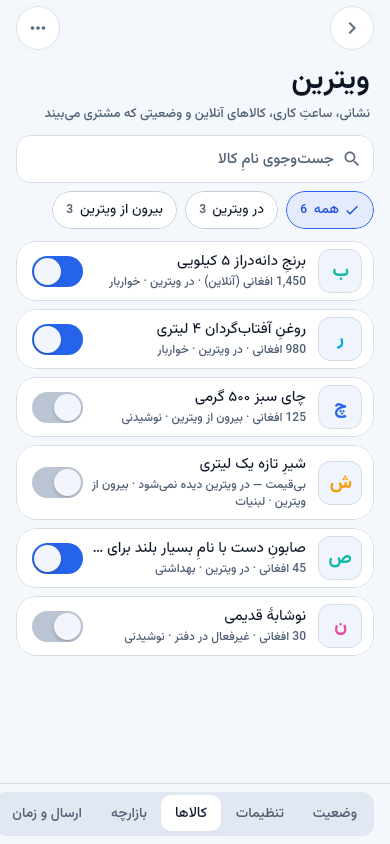 ویترین
نشانی، ساعتِ کاری، کالاهای آنلاین و وضعیتی که مشتری می‌بیند
جست‌وجوی نامِ کالا
همه 6
در ویترین 3
بیرون از ویترین 3
ب
برنجِ دانه‌دراز ۵ کیلویی
1,450 افغانی (آنلاین) · در ویترین · خواربار
ر
روغنِ آفتاب‌گردان ۴ لیتری
980 افغانی · در ویترین · خواربار
چ
چای سبز ۵۰۰ گرمی
125 افغانی · بیرون از ویترین · نوشیدنی
ش
شیرِ تازه یک لیتری
بی‌قیمت — در ویترین دیده نمی‌شود · بیرون از
ویترین · لبنیات
ص
صابونِ دست با نامِ بسیار بلند برای ...
45 افغانی · در ویترین · بهداشتی
ن
نوشابهٔ قدیمی
30 افغانی · غیرفعال در دفتر · نوشیدنی
وضعیت
تنظیمات
کالاها
بازارچه
ارسال و زمان